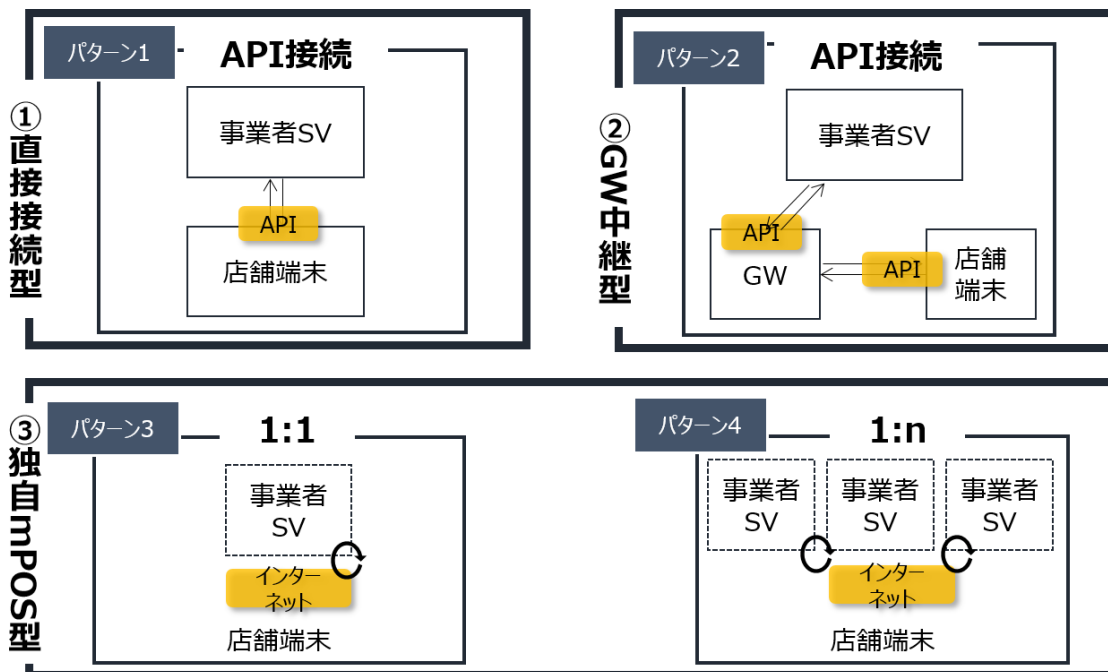 ①直接接続型
パターン1
API接続
事業者SV
API
店舗端末
②GW中継型
パターン2
API接続
事業者SV
API
GW
API
店舗
端末
③独自mPOS型
パターン3
1:1
事業者
SV
インター
ネット
店舗端末
パターン4
1:n
事業者
SV
事業者
SV
事業者
SV
インター
ネット
店舗端末